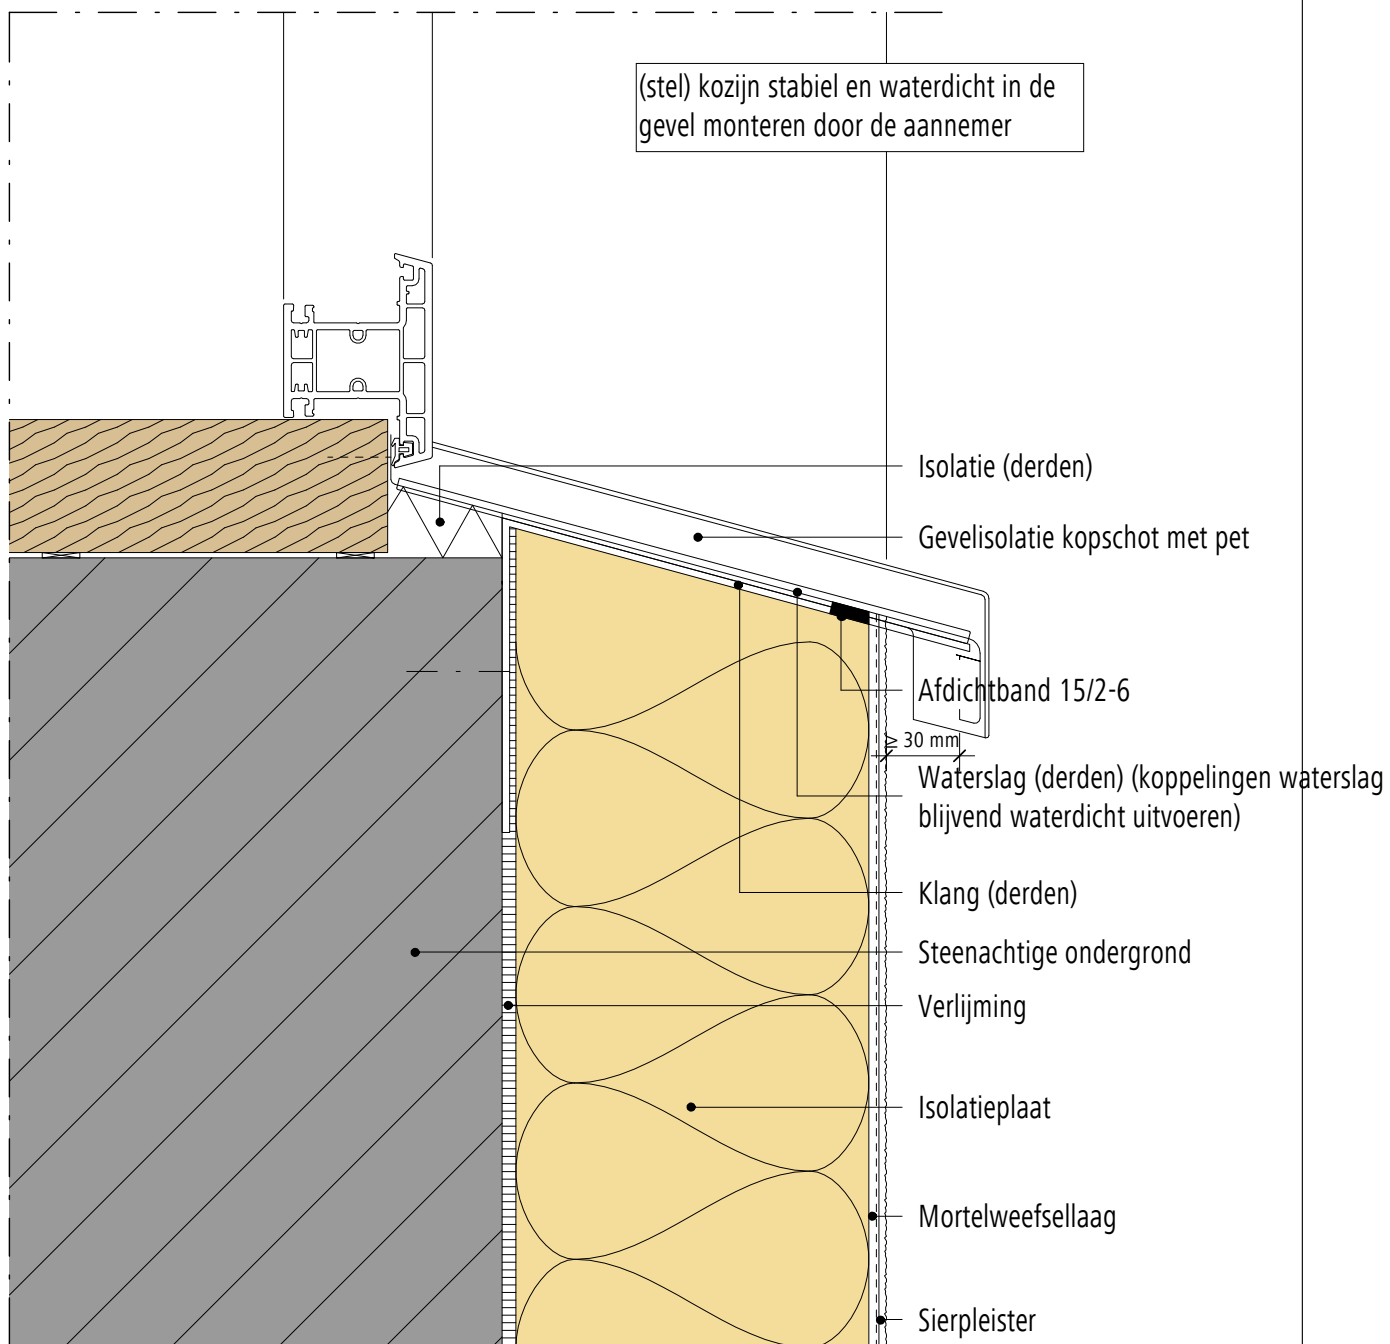 (stel) kozijn stabiel en waterdicht in de
gevel monteren door de aannemer
Isolatie (derden)
Gevelisolatie kopschot met pet
Afdichtband 15/2-6
≥ 30 mm
Waterslag (derden) (koppelingen waterslag
blijvend waterdicht uitvoeren)
Klang (derden)
Steenachtige ondergrond
Verlijming
Isolatieplaat
Mortelweefsellaag
Sierpleister